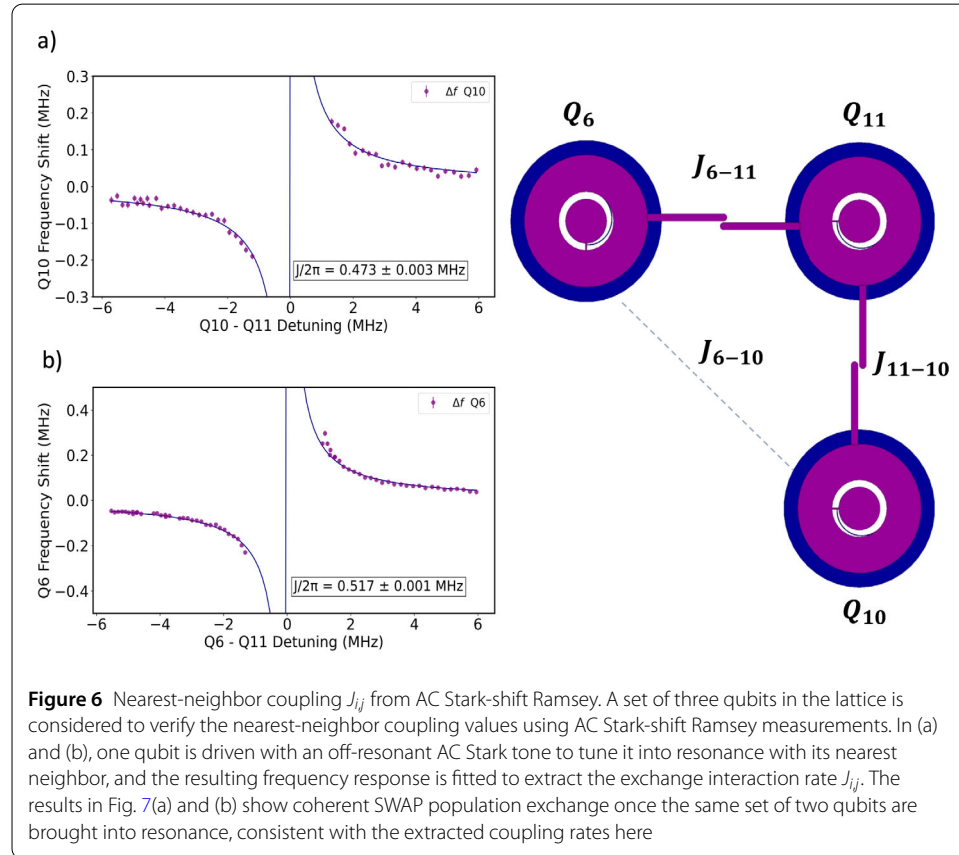 a)
0.3
0.2
0.1
0.0
−0.1
−0.2
−0.3
Q10 Frequency Shift (MHz)
Δf Q10
J/2π = 0.473 ± 0.003 MHz
−6 −4 −2 0 2 4 6
Q10 - Q11 Detuning (MHz)
b)
0.4
0.2
0.0
−0.2
−0.4
Q6 Frequency Shift (MHz)
Δf Q6
J/2π = 0.517 ± 0.001 MHz
−6 −4 −2 0 2 4 6
Q6 - Q11 Detuning (MHz)
Q₆
Q₁₁
J₆₋₁₁
J₆₋₁₀
J₁₁₋₁₀
Q₁₀
Figure 6 Nearest-neighbor coupling Jᵢ,ⱼ from AC Stark-shift Ramsey. A set of three qubits in the lattice is
considered to verify the nearest-neighbor coupling values using AC Stark-shift Ramsey measurements. In (a)
and (b), one qubit is driven with an off-resonant AC Stark tone to tune it into resonance with its nearest
neighbor, and the resulting frequency response is fitted to extract the exchange interaction rate Jᵢ,ⱼ. The
results in Fig. 7(a) and (b) show coherent SWAP population exchange once the same set of two qubits are
brought into resonance, consistent with the extracted coupling rates here